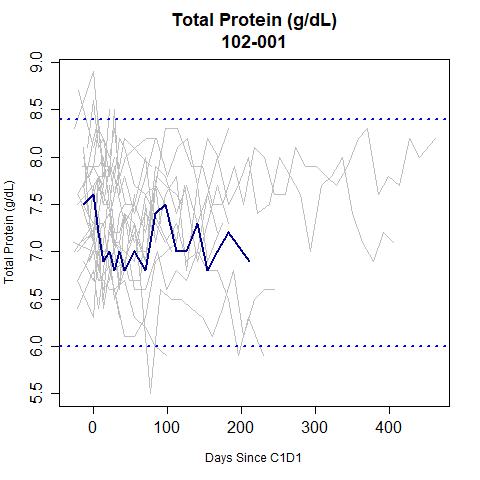 Total Protein (g/dL)
102-001
Total Protein (g/dL)
9.0
8.5
8.0
7.5
7.0
6.5
6.0
5.5
0 100 200 300 400
Days Since C1D1